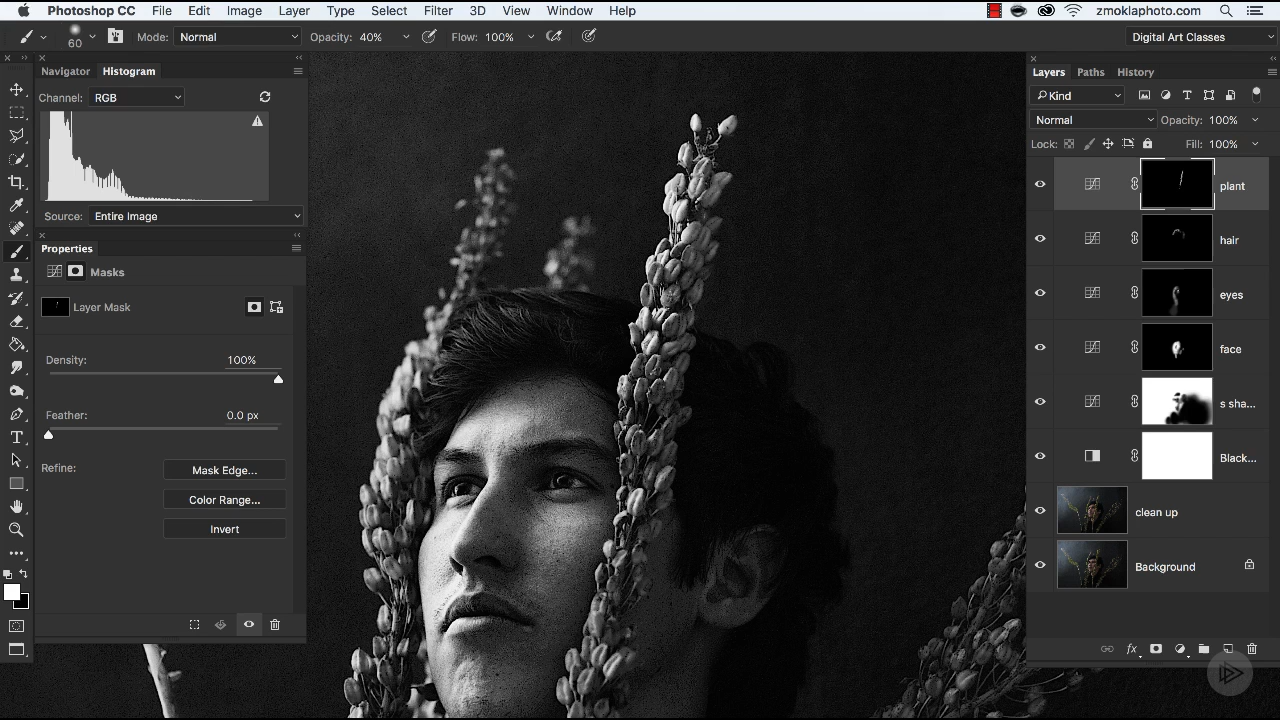 Photoshop CC File Edit Image Layer Type Select Filter 3D View Window Help zmoklaphoto.com
60 Mode: Normal Opacity: 40% Flow: 100% Digital Art Classes
Navigator Histogram
Channel: RGB
Source: Entire Image
Properties
Masks
Layer Mask
Density: 100%
Feather: 0.0 px
Refine: Mask Edge...
Color Range...
Invert
Layers Paths History
Kind
Normal Opacity: 100%
Lock: Fill: 100%
plant
hair
eyes
face
s sha...
Black...
clean up
Background
fx